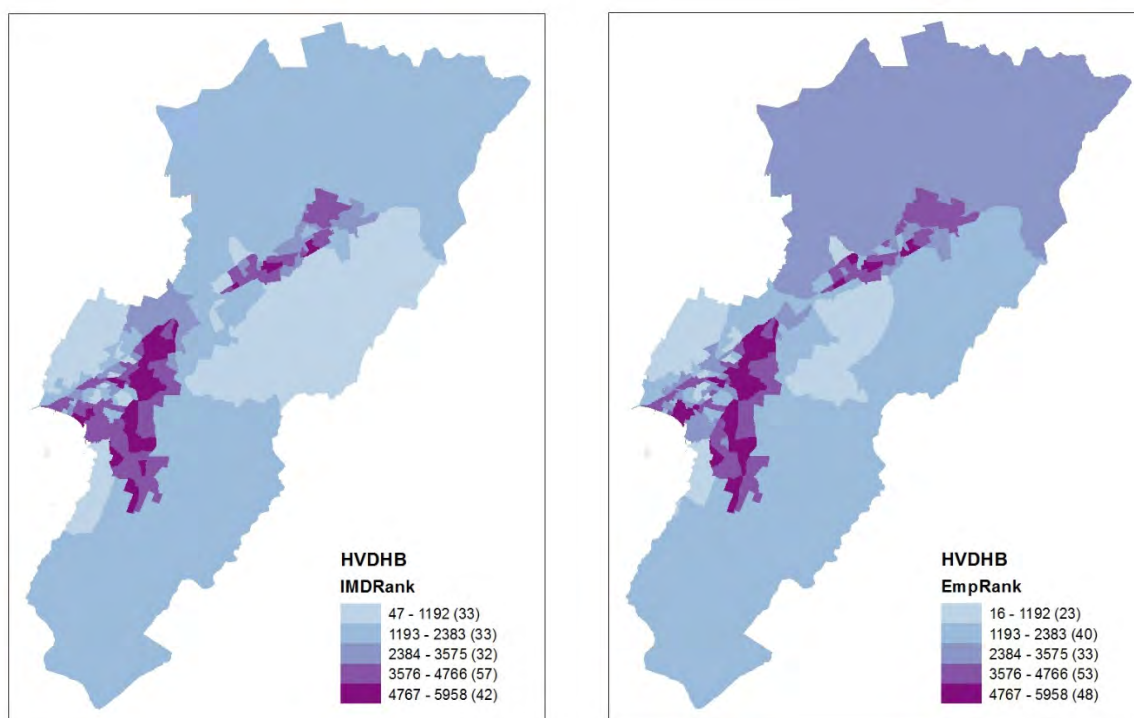 HVDHB
IMDRank
47 - 1192 (33)
1193 - 2383 (33)
2384 - 3575 (32)
3576 - 4766 (57)
4767 - 5958 (42)
HVDHB
EmpRank
16 - 1192 (23)
1193 - 2383 (40)
2384 - 3575 (33)
3576 - 4766 (53)
4767 - 5958 (48)